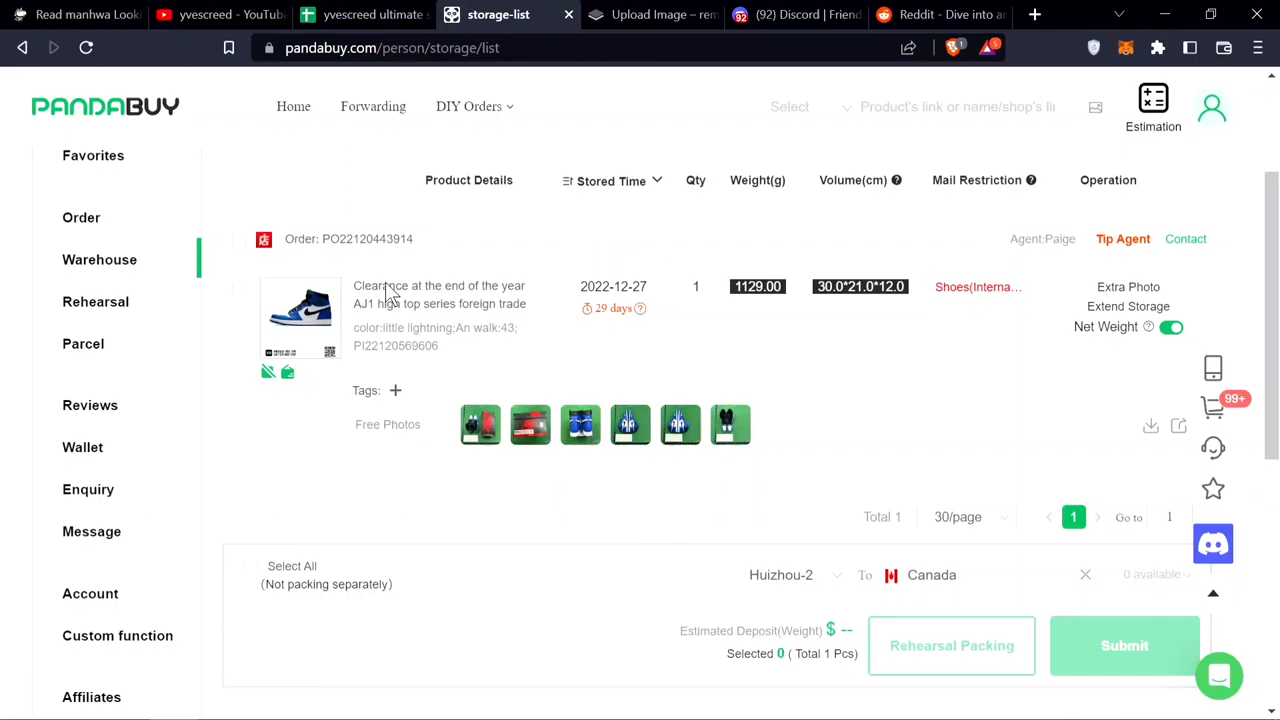 Read manhwa Look
yvescreed - YouTu
yvescreed ultimate s
storage-list
Upload Image – rem
(92) Discord | Friend
Reddit - Dive into an
pandabuy.com/person/storage/list
1
5
PANDABUY
Home
Forwarding
DIY Orders
Select
Product's link or name/shop's lin
Estimation
Favorites
Order
Warehouse
Rehearsal
Parcel
Reviews
Wallet
Enquiry
Message
Account
Custom function
Affiliates
Product Details
Stored Time
Qty
Weight(g)
Volume(cm)
Mail Restriction
Operation
店
Order: PO22120443914
Agent:Paige
Tip Agent
Contact
Clearance at the end of the year
AJ1 high top series foreign trade
color:little lightning;An walk:43;
PI22120569606
2022-12-27
29 days
1
1129.00
30.0*21.0*12.0
Shoes(Interna…
Extra Photo
Extend Storage
Net Weight
Tags: +
Free Photos
99+
Total 1
30/page
1
Go to
1
Select All
(Not packing separately)
Huizhou-2
To
Canada
0 available
Estimated Deposit(Weight) $ --
Selected 0 ( Total 1 Pcs)
Rehearsal Packing
Submit